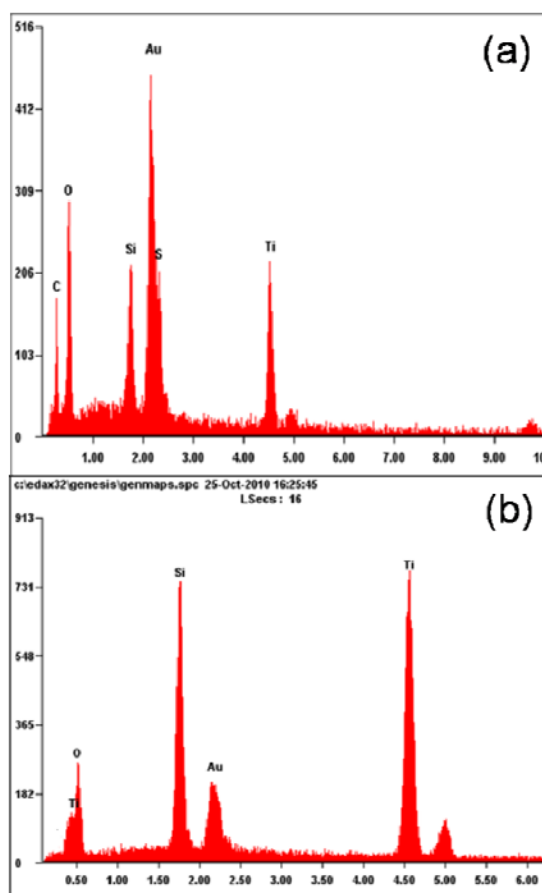 516
(a)
Au
412
O
309
Si
S
Ti
206
C
103
0
1.00 2.00 3.00 4.00 5.00 6.00 7.00 8.00 9.00 10
c:\edax32\genesis\genmaps.spc 25-Oct-2010 16:25:45
LSecs : 16
913
(b)
Ti
Si
731
548
365
O
Au
182
Ti
0
0.50 1.00 1.50 2.00 2.50 3.00 3.50 4.00 4.50 5.00 5.50 6.00